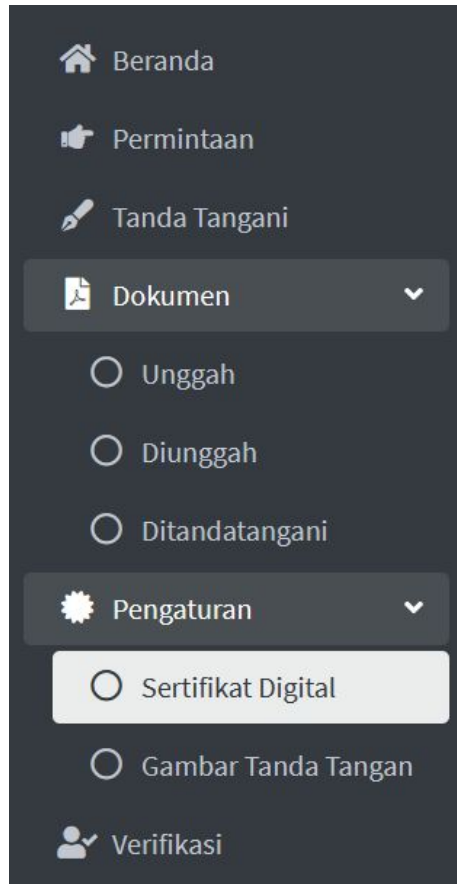 Beranda
Permintaan
Tanda Tangani
Dokumen
Unggah
Diunggah
Ditandatangani
Pengaturan
Sertifikat Digital
Gambar Tanda Tangan
Verifikasi